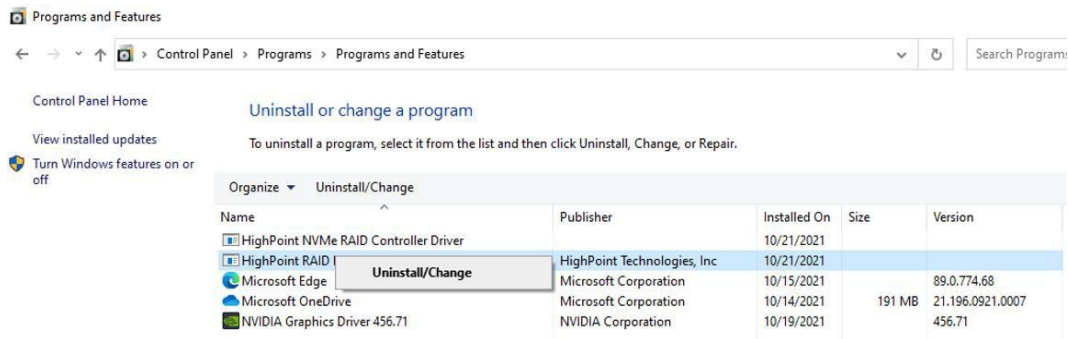 Programs and Features
Control Panel > Programs > Programs and Features
Search Programs
Control Panel Home
Uninstall or change a program
View installed updates
To uninstall a program, select it from the list and then click Uninstall, Change, or Repair.
Turn Windows features on or
off
Organize Uninstall/Change
Name Publisher Installed On Size Version
HighPoint NVMe RAID Controller Driver 10/21/2021
HighPoint RAID HighPoint Technologies, Inc 10/21/2021
Uninstall/Change
Microsoft Edge Microsoft Corporation 10/15/2021 89.0.774.68
Microsoft OneDrive Microsoft Corporation 10/14/2021 191 MB 21.196.0921.0007
NVIDIA Graphics Driver 456.71 NVIDIA Corporation 10/19/2021 456.71